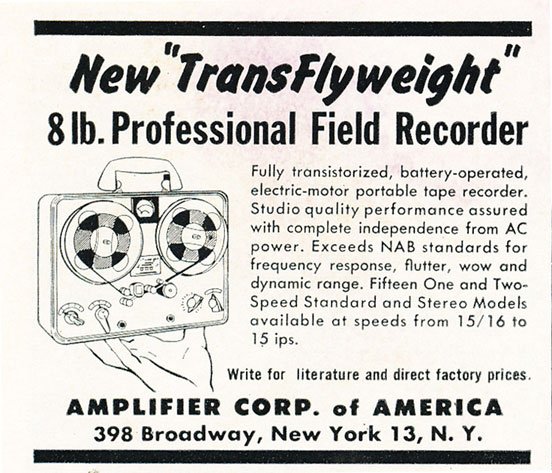 New "TransFlyweight"
8 lb. Professional Field Recorder
Fully transistorized, battery-operated,
electric-motor portable tape recorder.
Studio quality performance assured
with complete independence from AC
power. Exceeds NAB standards for
frequency response, flutter, wow and
dynamic range. Fifteen One and Two-
Speed Standard and Stereo Models
available at speeds from 15/16 to
15 ips.
Write for literature and direct factory prices.
AMPLIFIER CORP. of AMERICA
398 Broadway, New York 13, N. Y.